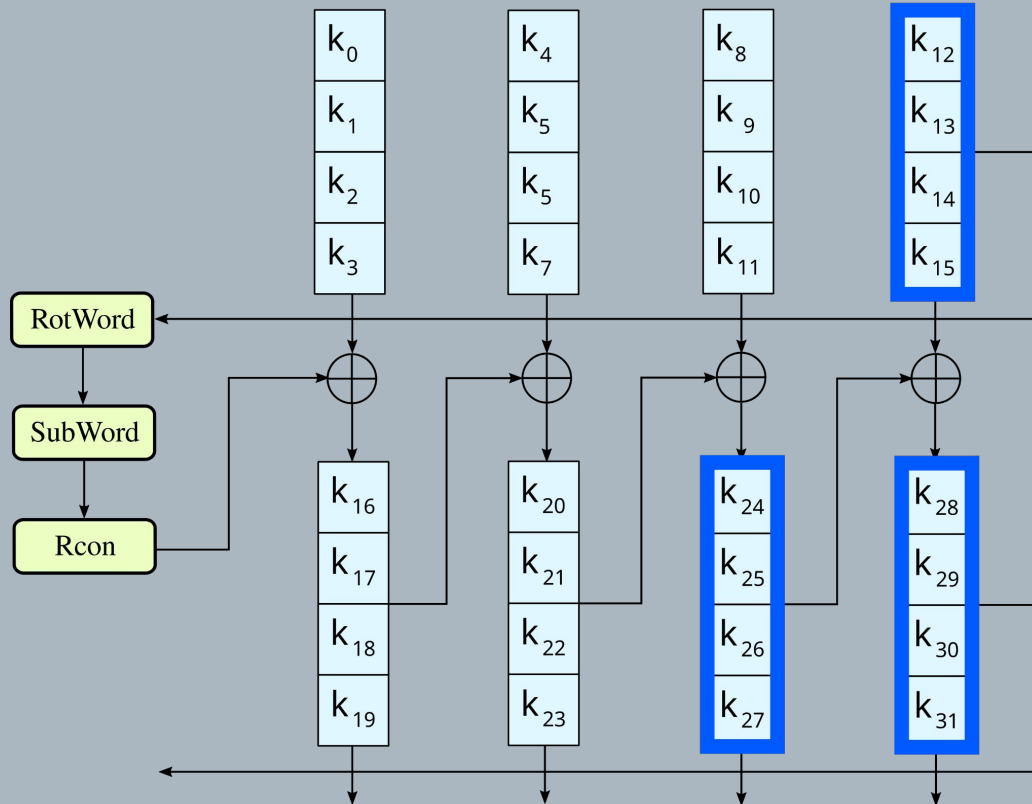 k0 k4 k8 k12
k1 k5 k9 k13
k2 k5 k10 k14
k3 k7 k11 k15
RotWord
SubWord
Rcon
k16 k20 k24 k28
k17 k21 k25 k29
k18 k22 k26 k30
k19 k23 k27 k31